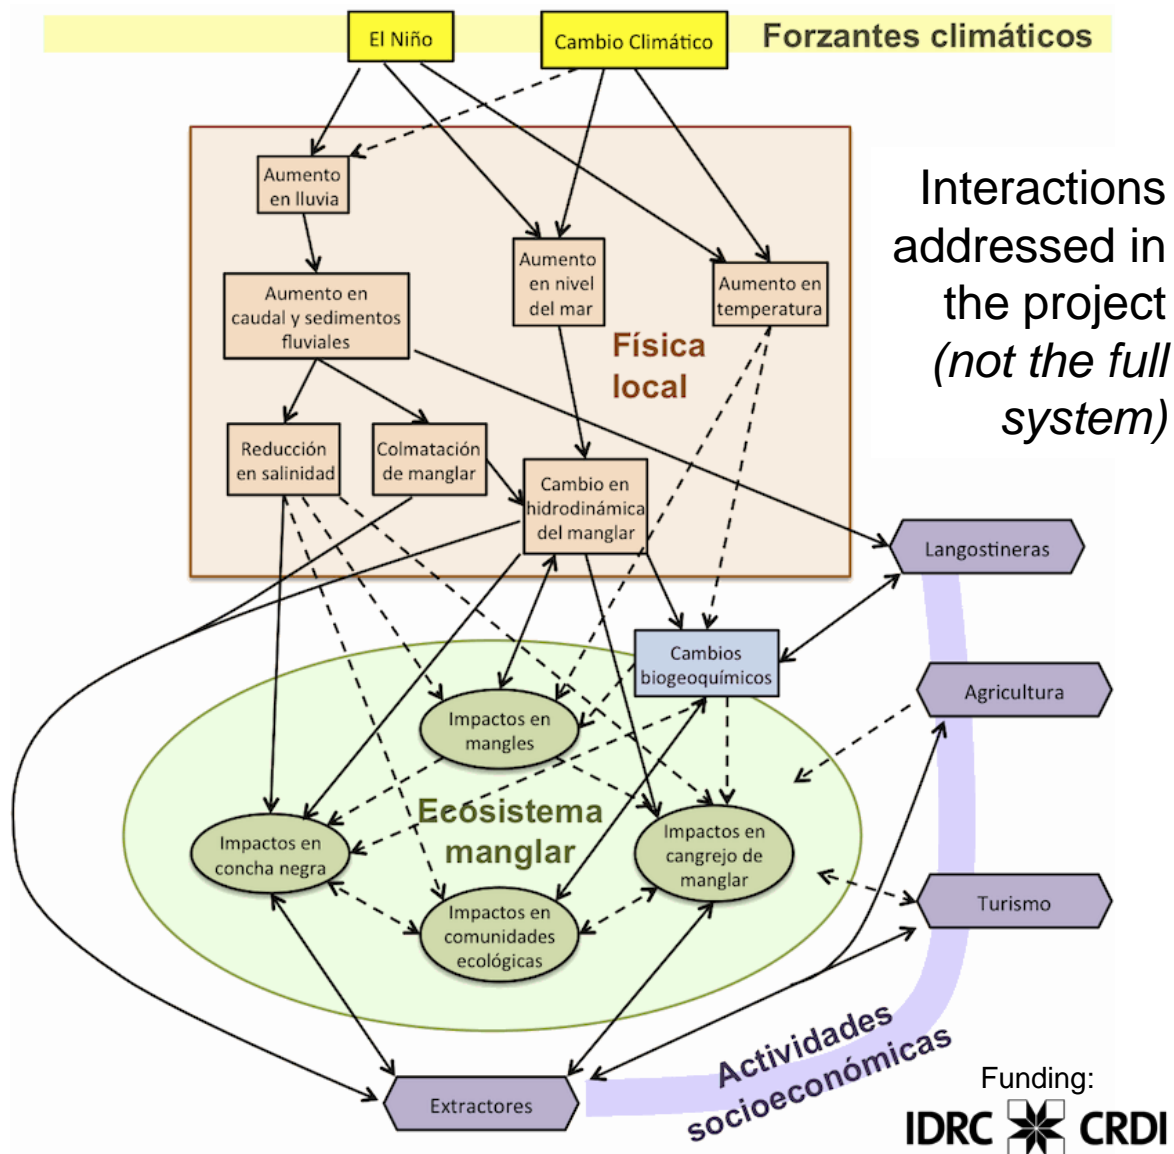 El Niño
Cambio Climático
Forzantes climáticos
Interactions
addressed in
the project
(not the full
system)
Aumento
en lluvia
Aumento en
caudal y sedimentos
fluviales
Aumento
en nivel
del mar
Aumento en
temperatura
Física
local
Reducción
en salinidad
Colmatación
de manglar
Cambio en
hidrodinámica
del manglar
Langostineras
Cambios
biogeoquímicos
Agricultura
Impactos en
mangles
Ecosistema
manglar
Impactos en
concha negra
Impactos en
cangrejo de
manglar
Impactos en
comunidades
ecológicas
Turismo
Actividades
socioeconómicas
Extractores
Funding:
IDRC CRDI